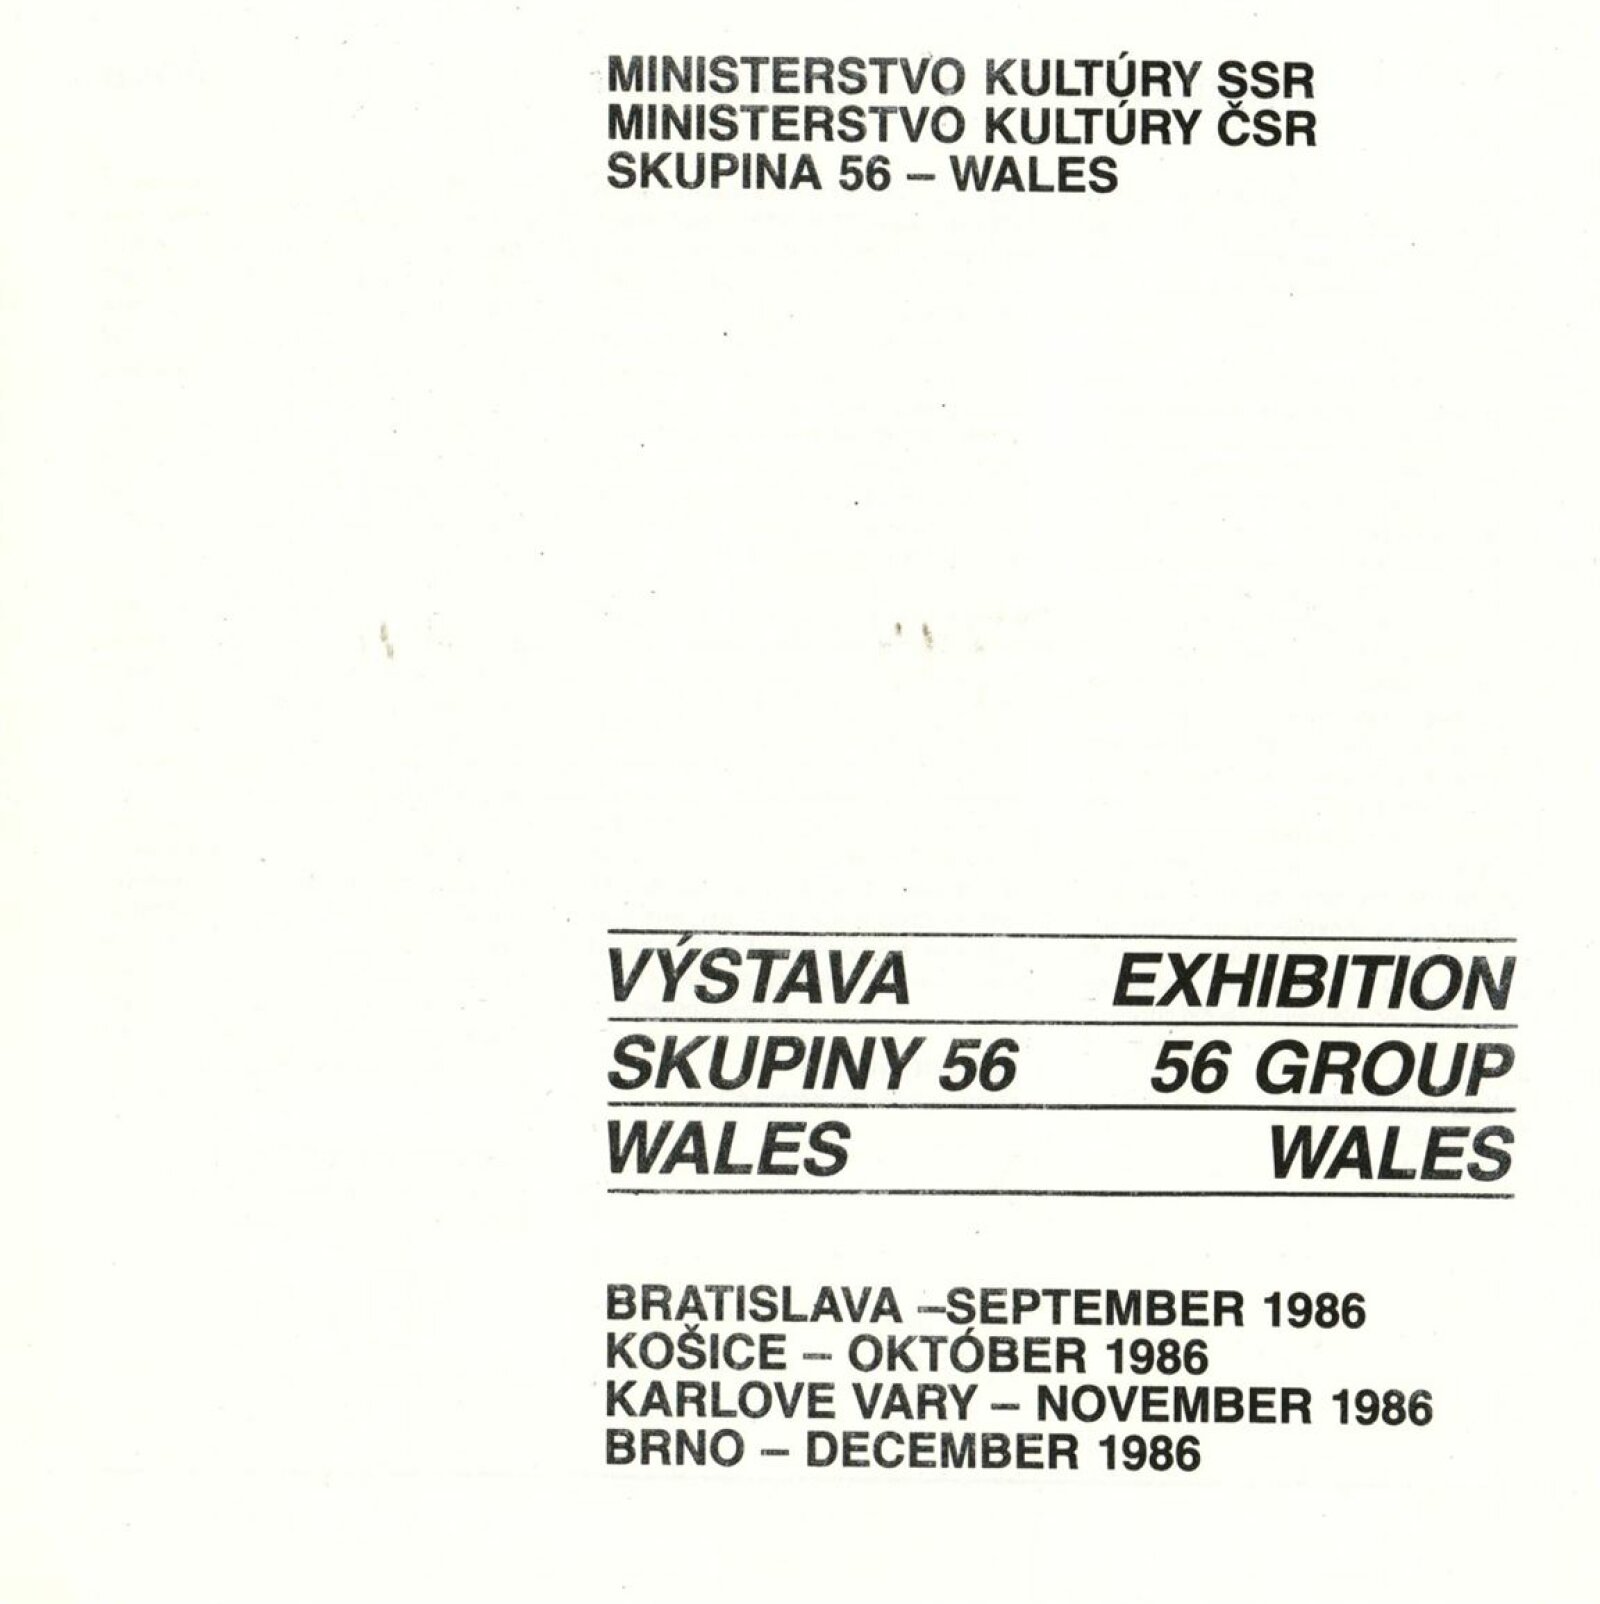 MINISTERSTVO KULTÚRY SSR
MINISTERSTVO KULTÚRY ČSR
SKUPINA 56 – WALES
VÝSTAVA EXHIBITION
SKUPINY 56 56 GROUP
WALES WALES
BRATISLAVA –SEPTEMBER 1986
KOŠICE – OKTÓBER 1986
KARLOVE VARY – NOVEMBER 1986
BRNO – DECEMBER 1986